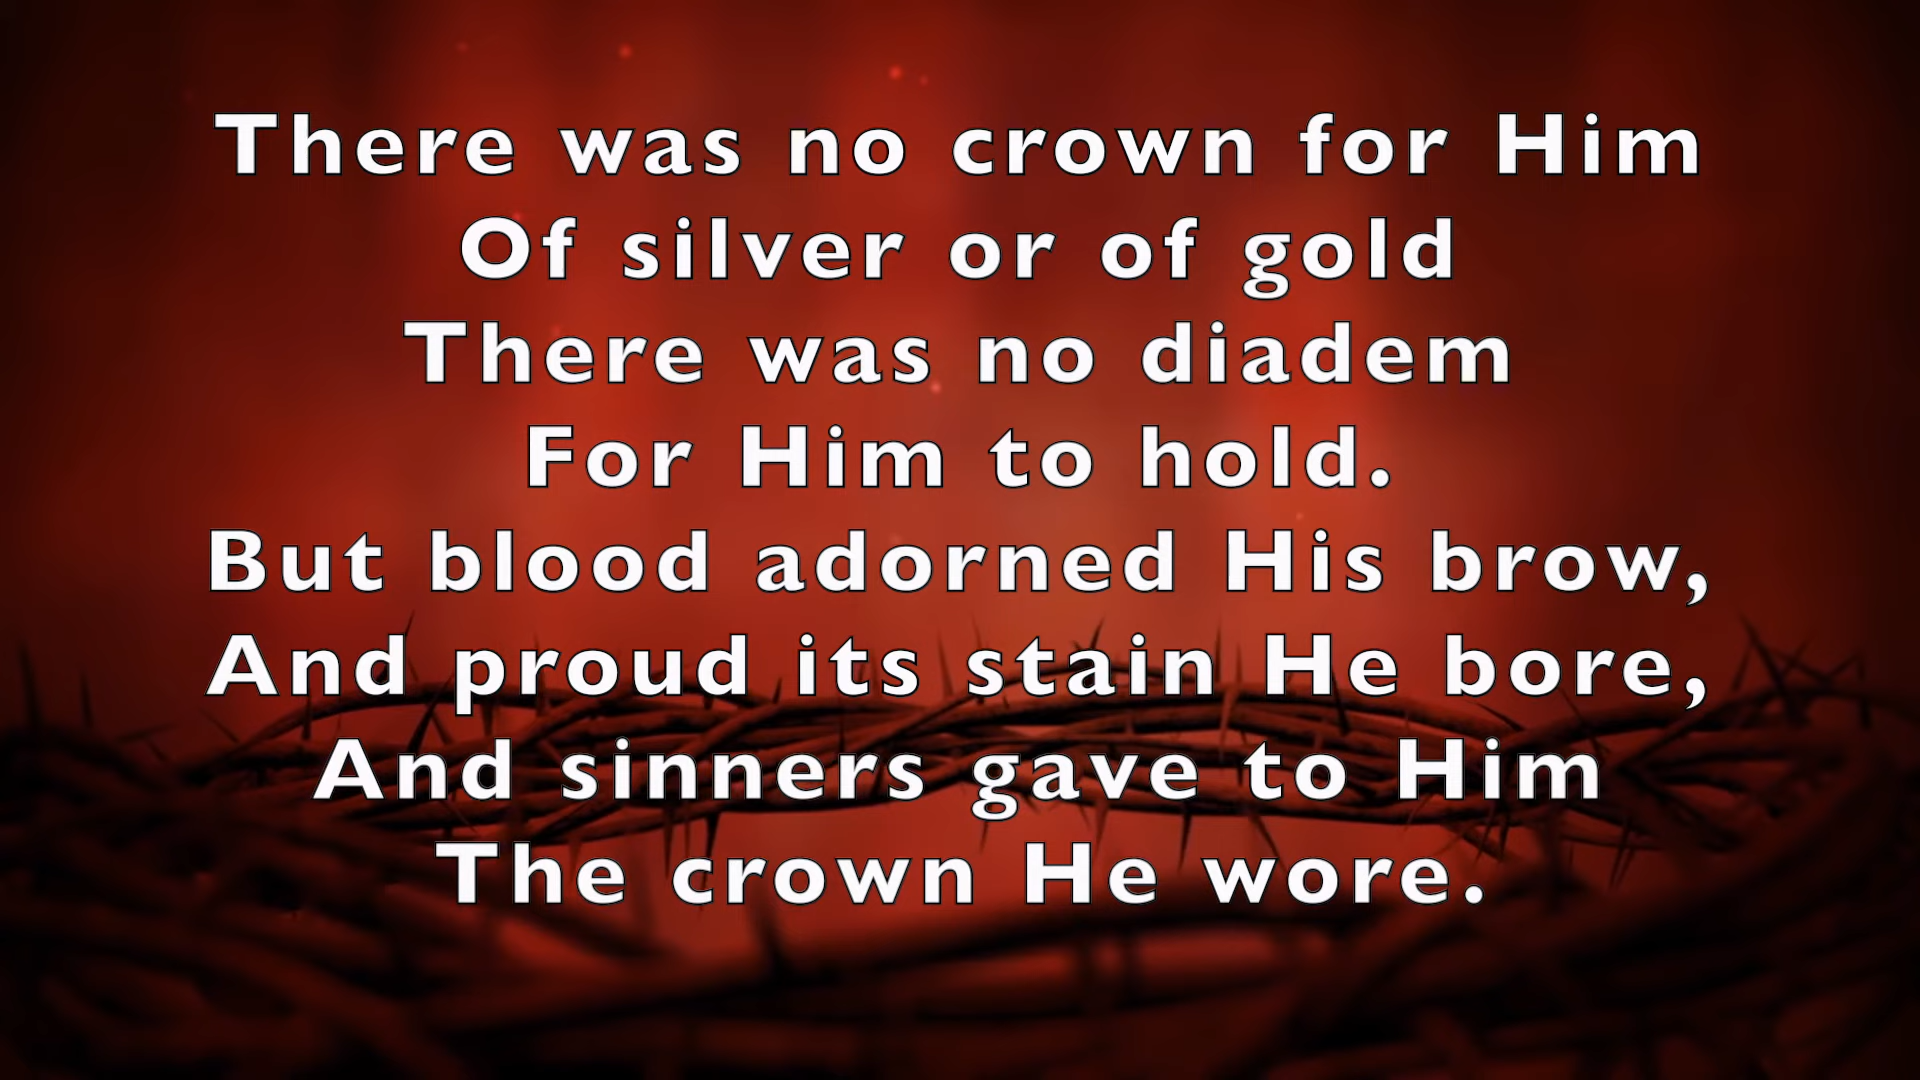 There was no crown for Him
Of silver or of gold
There was no diadem
For Him to hold.
But blood adorned His brow,
And proud its stain He bore,
And sinners gave to Him
The crown He wore.